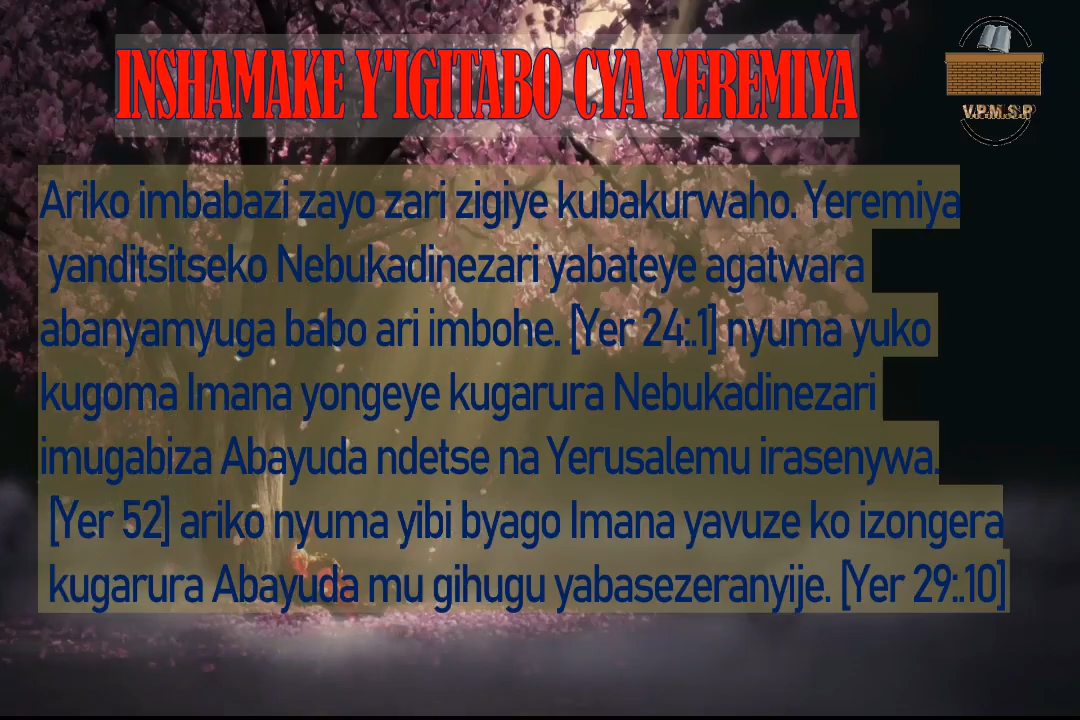 INSHAMAKE Y'IGITABO CYA YEREMIYA
V.P.M.S.P
Ariko imbabazi zayo zari zigiye kubakurwaho. Yeremiya
yanditsitseko Nebukadinezari yabateye agatwara
abanyamyuga babo ari imbohe. [Yer 24:.1] nyuma yuko
kugoma Imana yongeye kugarura Nebukadinezari
imugabiza Abayuda ndetse na Yerusalemu irasenywa.
[Yer 52] ariko nyuma yibi byago Imana yavuze ko izongera
kugarura Abayuda mu gihugu yabasezeranyije. [Yer 29:.10]